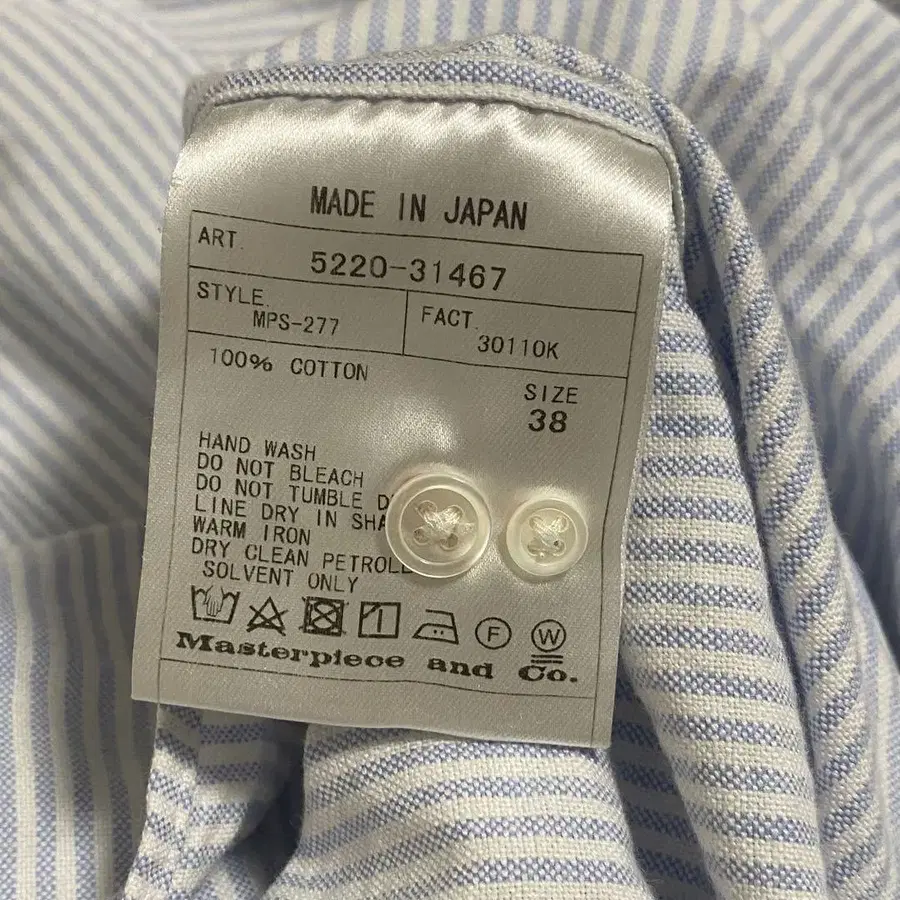 MADE IN JAPAN
ART.
5220-31467
STYLE.
MPS-277
FACT.
30110K
100% COTTON
SIZE
38
HAND WASH
DO NOT BLEACH
DO NOT TUMBLE
LINE DRY IN
WARM IRON
DRY CLEAN
SOLVENT ONLY
F
W
Masterpiece and Co.